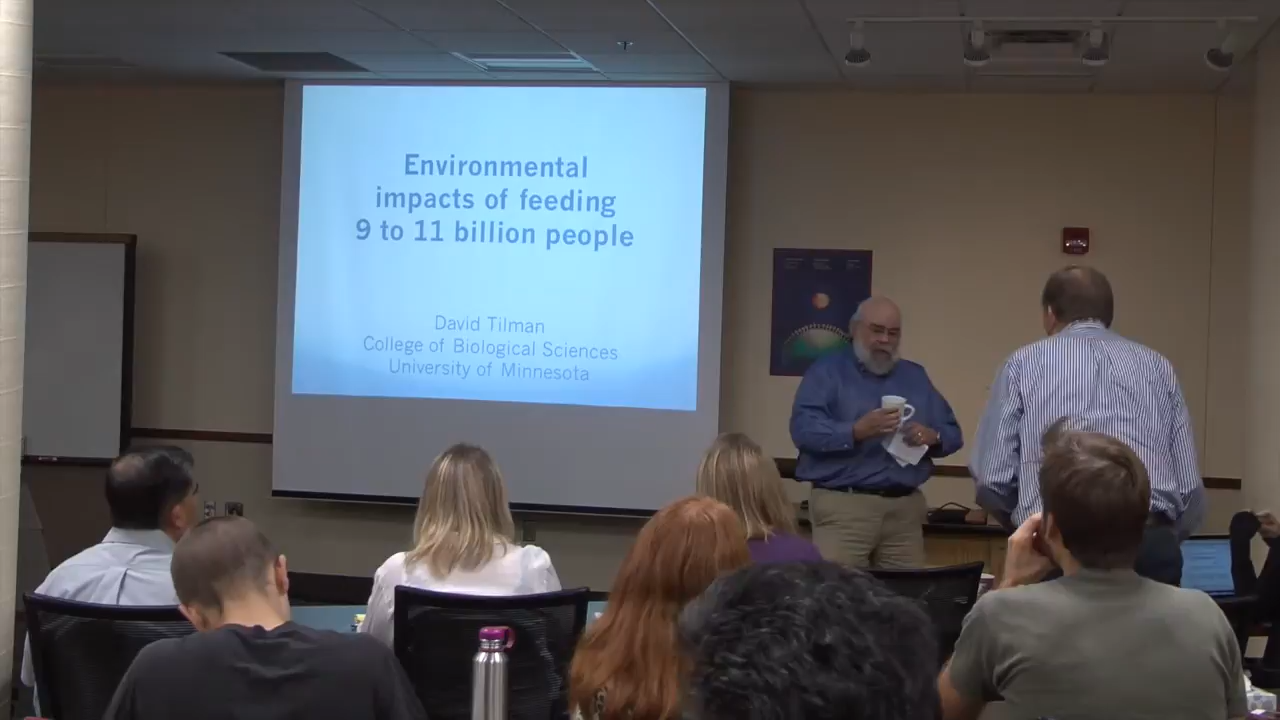 Environmental
impacts of feeding
9 to 11 billion people
David Tilman
College of Biological Sciences
University of Minnesota